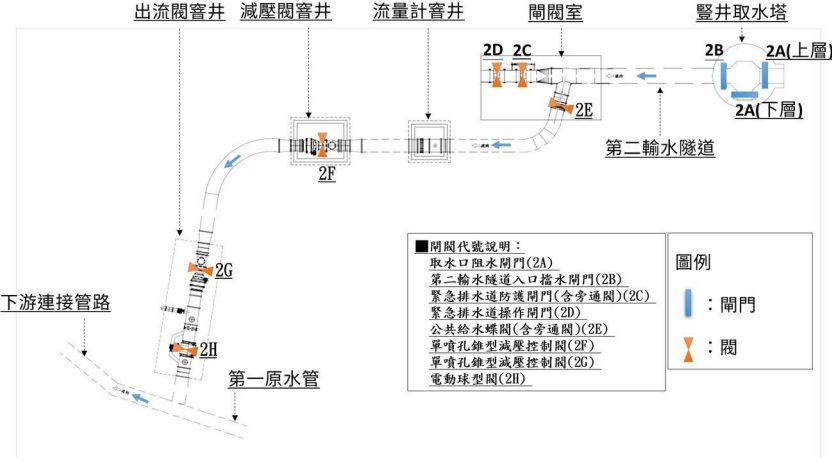 出流閥窨井 減壓閥窨井 流量計窨井 閘閥室 豎井取水塔
2D 2C 2B 2A(上層)
2E 2A(下層)
第二輸水隧道
2F
2G
2H
下游連接管路
第一原水管
■閘閥代號說明：
取水口阻水閘門(2A)
第二輸水隧道入口擋水閘門(2B)
緊急排水道防護閘門(含旁通閥)(2C)
緊急排水道操作閘門(2D)
公共給水蝶閥(含旁通閥)(2E)
單噴孔錐型減壓控制閥(2F)
單噴孔錐型減壓控制閥(2G)
電動球型閥(2H)
圖例
：閘門
：閥